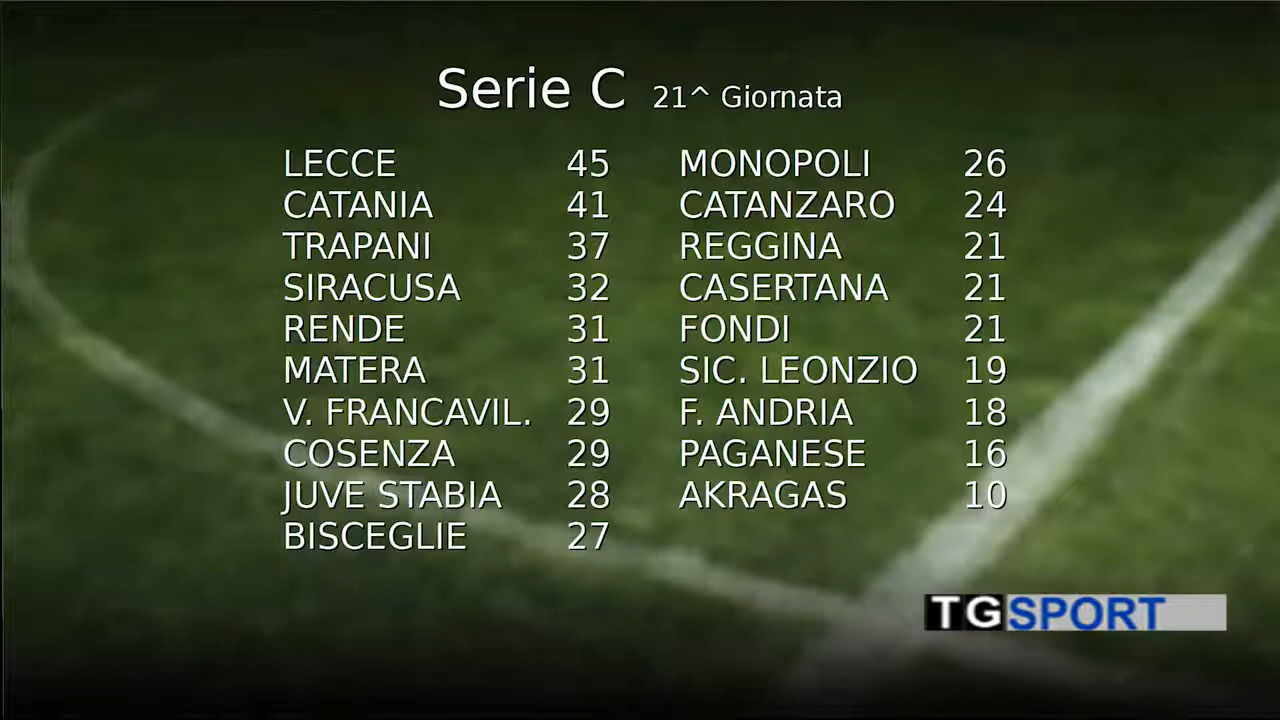 Serie C 21^ Giornata
LECCE 45
CATANIA 41
TRAPANI 37
SIRACUSA 32
RENDE 31
MATERA 31
V. FRANCAVIL. 29
COSENZA 29
JUVE STABIA 28
BISCEGLIE 27
MONOPOLI 26
CATANZARO 24
REGGINA 21
CASERTANA 21
FONDI 21
SIC. LEONZIO 19
F. ANDRIA 18
PAGANESE 16
AKRAGAS 10
TGSPORT